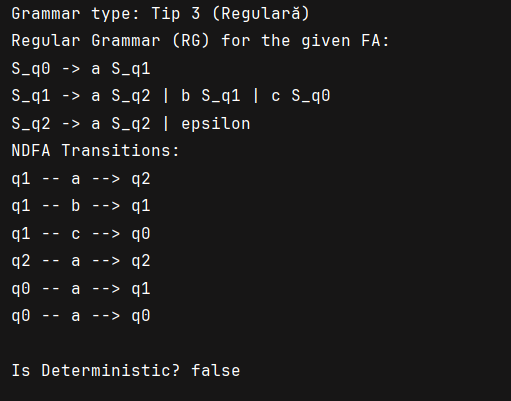 Grammar type: Tip 3 (Regulară)
Regular Grammar (RG) for the given FA:
S_q0 -> a S_q1
S_q1 -> a S_q2 | b S_q1 | c S_q0
S_q2 -> a S_q2 | epsilon
NDFA Transitions:
q1 -- a --> q2
q1 -- b --> q1
q1 -- c --> q0
q2 -- a --> q2
q0 -- a --> q1
q0 -- a --> q0
Is Deterministic? false